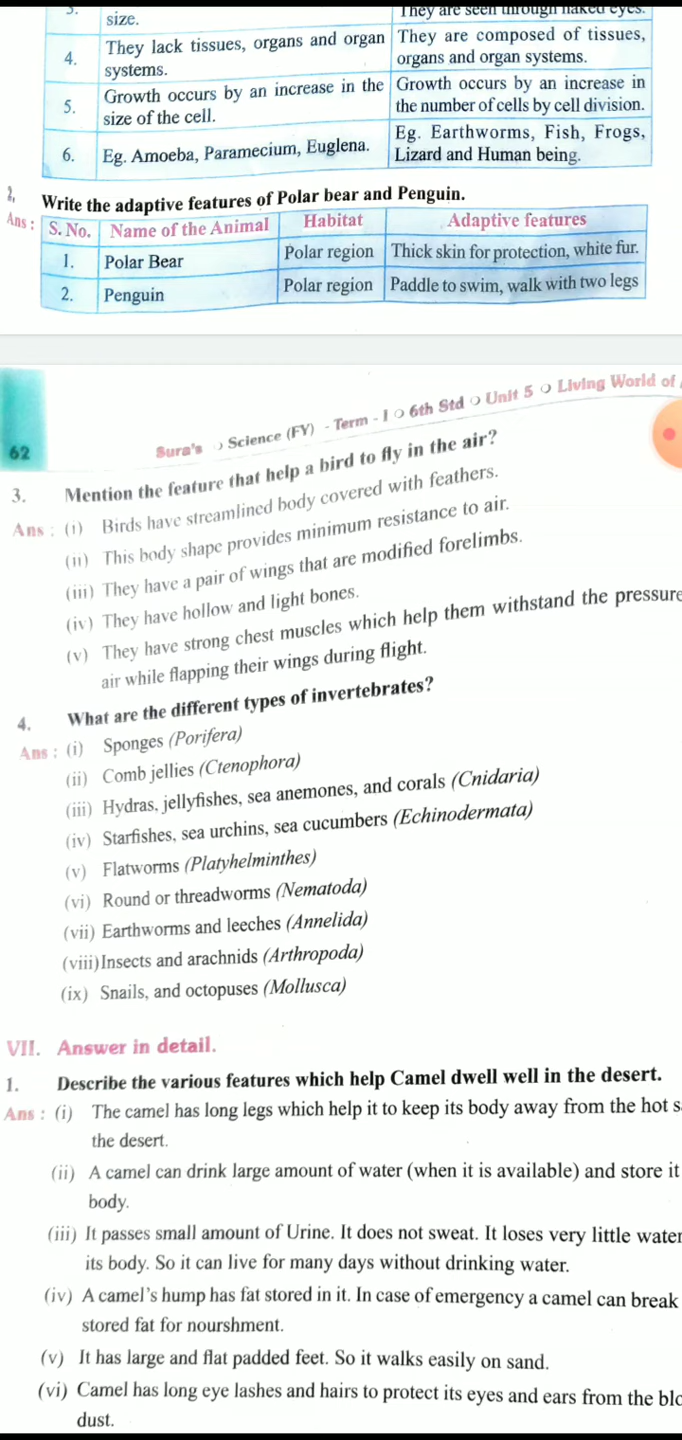 3.
size.
They are seen through naked eyes.
4.
They lack tissues, organs and organ
systems.
They are composed of tissues,
organs and organ systems.
5.
Growth occurs by an increase in the
size of the cell.
Growth occurs by an increase in
the number of cells by cell division.
6.
Eg. Amoeba, Paramecium, Euglena.
Eg. Earthworms, Fish, Frogs,
Lizard and Human being.
2. Write the adaptive features of Polar bear and Penguin.
Ans :
S. No. Name of the Animal Habitat Adaptive features
1. Polar Bear Polar region Thick skin for protection, white fur.
2. Penguin Polar region Paddle to swim, walk with two legs
62
Sura's ❍ Science (FY) - Term - I ❍ 6th Std ❍ Unit 5 ❍ Living World of
3. Mention the feature that help a bird to fly in the air?
Ans : (i) Birds have streamlined body covered with feathers.
(ii) This body shape provides minimum resistance to air.
(iii) They have a pair of wings that are modified forelimbs.
(iv) They have hollow and light bones.
(v) They have strong chest muscles which help them withstand the pressure
air while flapping their wings during flight.
4. What are the different types of invertebrates?
Ans : (i) Sponges (Porifera)
(ii) Comb jellies (Ctenophora)
(iii) Hydras, jellyfishes, sea anemones, and corals (Cnidaria)
(iv) Starfishes, sea urchins, sea cucumbers (Echinodermata)
(v) Flatworms (Platyhelminthes)
(vi) Round or threadworms (Nematoda)
(vii) Earthworms and leeches (Annelida)
(viii) Insects and arachnids (Arthropoda)
(ix) Snails, and octopuses (Mollusca)
VII. Answer in detail.
1. Describe the various features which help Camel dwell well in the desert.
Ans : (i) The camel has long legs which help it to keep its body away from the hot s
the desert.
(ii) A camel can drink large amount of water (when it is available) and store it
body.
(iii) It passes small amount of Urine. It does not sweat. It loses very little water
its body. So it can live for many days without drinking water.
(iv) A camel's hump has fat stored in it. In case of emergency a camel can break
stored fat for nourshment.
(v) It has large and flat padded feet. So it walks easily on sand.
(vi) Camel has long eye lashes and hairs to protect its eyes and ears from the blo
dust.